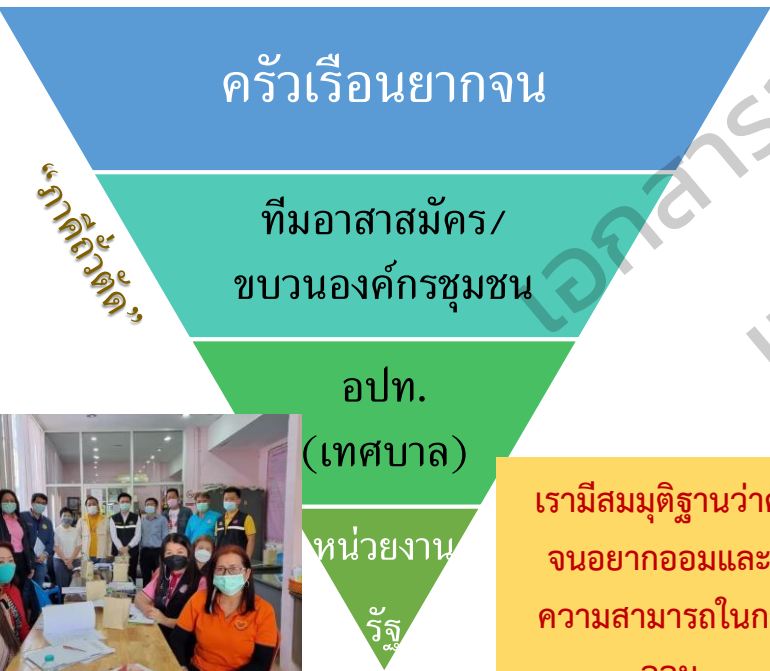 ครัวเรือนยากจน
“ภาคีถั่วตัด”
ทีมอาสาสมัคร/
ขบวนองค์กรชุมชน
อปท.
(เทศบาล)
หน่วยงาน
รัฐ
เรามีสมมุติฐานว่า
จนอยากออมและ
ความสามารถใน
เอกสาร